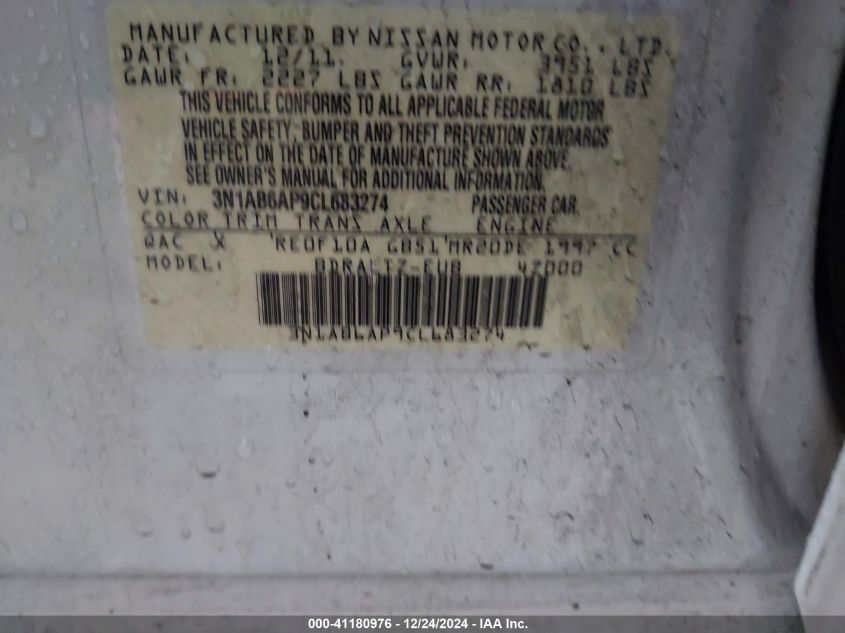 MANUFACTURED BY NISSAN MOTOR CO., LTD.
DATE: 12/11. GVWR: 3951 LBS
GAWR FR: 2227 LBS GAWR RR: 1810 LBS
THIS VEHICLE CONFORMS TO ALL APPLICABLE FEDERAL MOTOR
VEHICLE SAFETY, BUMPER AND THEFT PREVENTION STANDARDS
IN EFFECT ON THE DATE OF MANUFACTURE SHOWN ABOVE.
SEE OWNER'S MANUAL FOR ADDITIONAL INFORMATION.
VIN: 3N1AB6AP9CL683274 PASSENGER CAR.
COLOR TRIM TRANS AXLE ENGINE
QAC X RE0F10A GB51 MR20DE 1997 CC
MODEL: BDRALTZ-EUB 47000
3N1AB6AP9CL683274
000-41180976 - 12/24/2024 - IAA Inc.